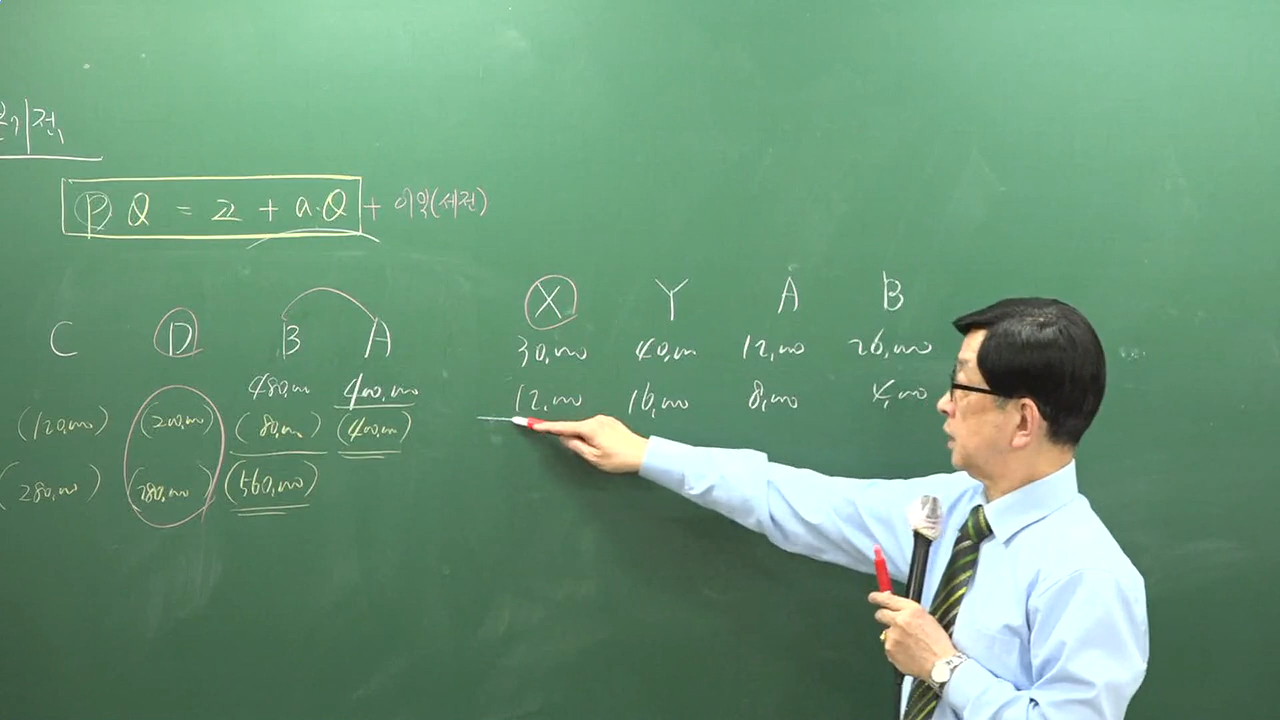 분기전
P Q = a + a·Q + 이익(세전)
C D B A
480,000 400,000
(120,000) (200,000) (80,000) (400,000)
(280,000) (280,000) (560,000)
X Y A B
30,000 40,000 12,000 26,000
12,000 16,000 8,000 4,000